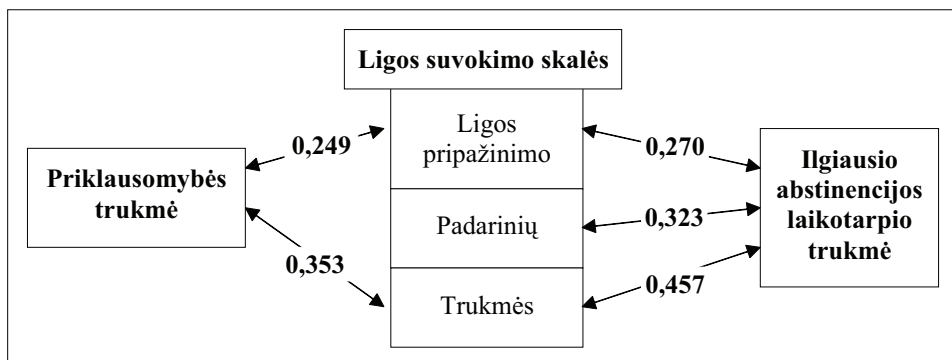 Ligos suvokimo skalės
Ligos
pripažinimo
Padarinių
Trukmės
Priklausomybės
trukmė
0,249
0,353
0,270
0,323
0,457
Ilgiausio
abstinencijos
laikotarpio
trukmė